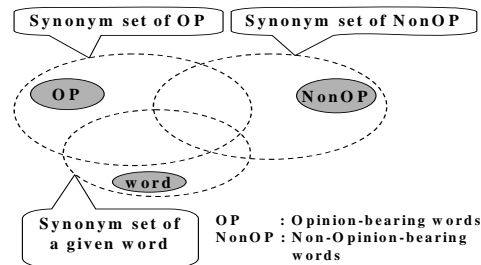 Synonym set of OP
Synonym set of NonOP
OP
NonOP
word
Synonym set of
a given word
OP : Opinion-bearing words
NonOP : Non-Opinion-bearing
words